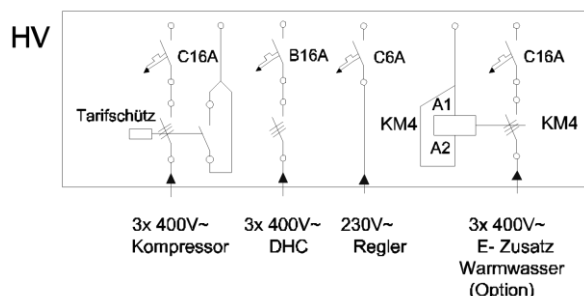 HV
C16A
B16A
C6A
C16A
Tarifschütz
A1
KM4
KM4
A2
3x 400V~
Kompressor
3x 400V~
DHC
230V~
Regler
3x 400V~
E- Zusatz
Warmwasser
(Option)